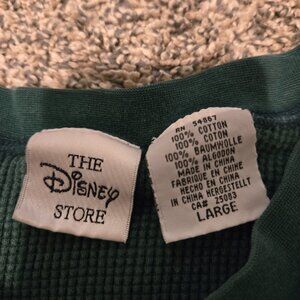 THE
Disney
STORE
RN 54867
100% COTTON
100% COTON
100% BAUMWOLLE
100% ALGODON
MADE IN CHINA
FABRIQUE EN CHINE
HECHO EN CHINA
IN CHINA HERGESTELLT
CA# 25083
LARGE